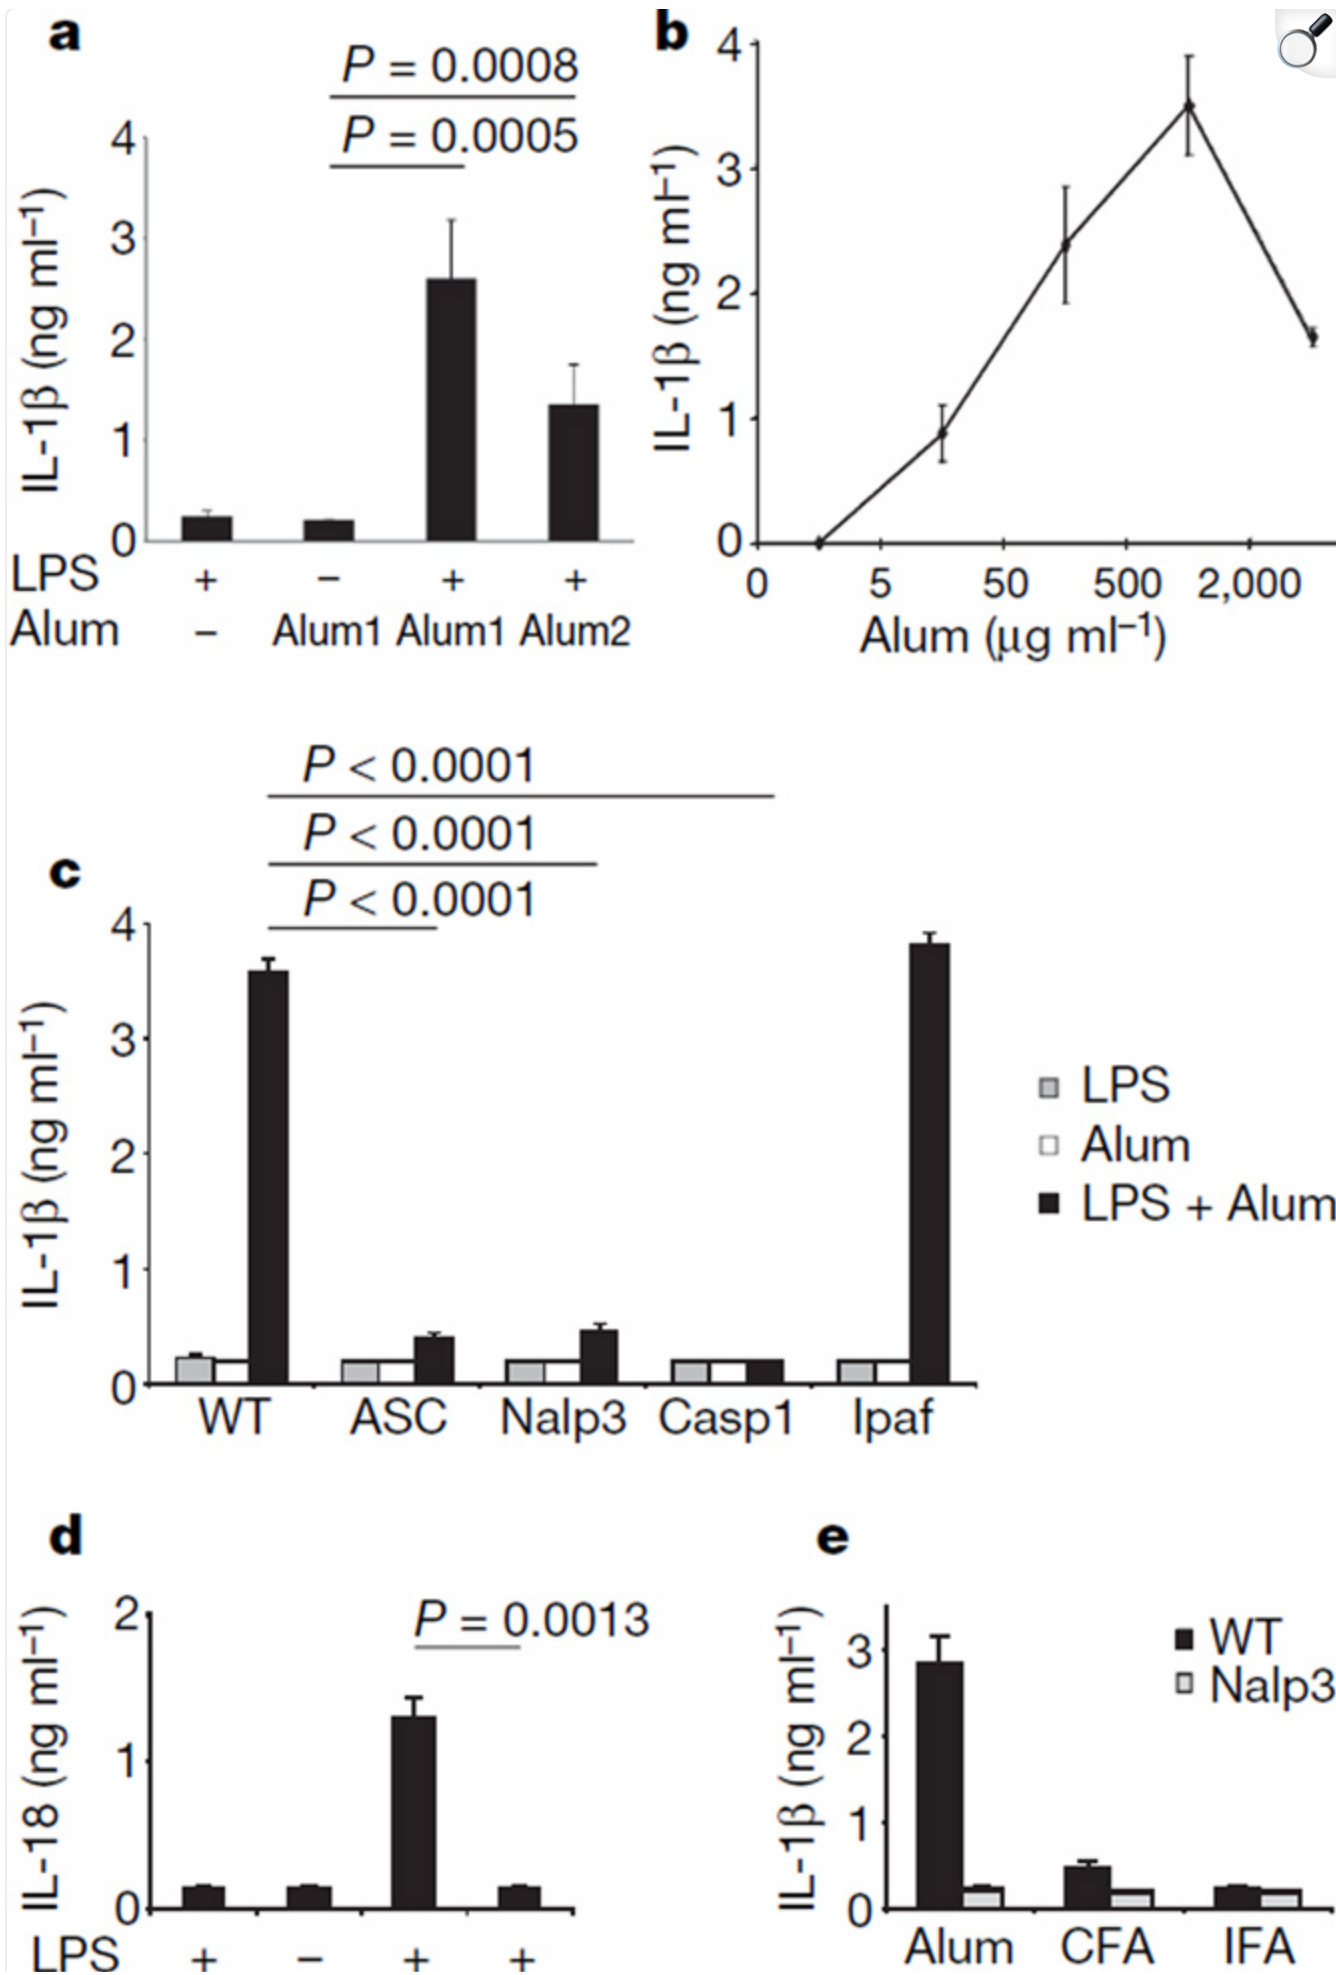 a
P = 0.0008
P = 0.0005
4
3
2
1
0
IL-1β (ng ml⁻¹)
LPS + − + +
Alum − Alum1 Alum1 Alum2
b
4
3
2
1
0
IL-1β (ng ml⁻¹)
0 5 50 500 2,000
Alum (μg ml⁻¹)
c
P < 0.0001
P < 0.0001
P < 0.0001
4
3
2
1
0
IL-1β (ng ml⁻¹)
WT ASC Nalp3 Casp1 Ipaf
LPS
Alum
LPS + Alum
d
P = 0.0013
2
1
0
IL-18 (ng ml⁻¹)
LPS + − + +
e
3
2
1
0
IL-1β (ng ml⁻¹)
WT
Nalp3
Alum CFA IFA